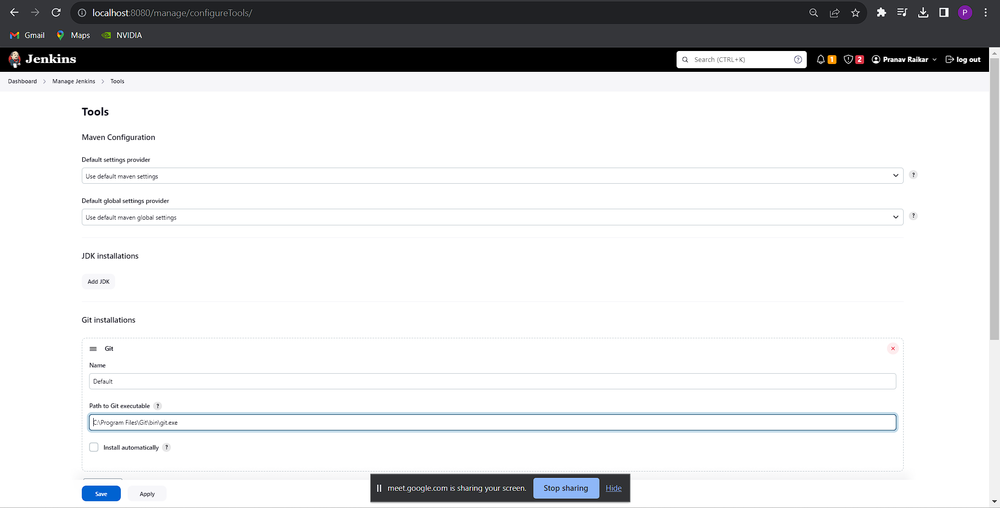 localhost:8080/manage/configureTools/
P
Gmail Maps NVIDIA
Jenkins
Search (CTRL+K) ?
1 2 Pranav Raikar log out
Dashboard > Manage Jenkins > Tools
Tools
Maven Configuration
Default settings provider
Use default maven settings
?
Default global settings provider
Use default maven global settings
?
JDK installations
Add JDK
Git installations
Git
Name
Default
Path to Git executable ?
C:\Program Files\Git\bin\git.exe
Install automatically ?
Save Apply
meet.google.com is sharing your screen. Stop sharing Hide